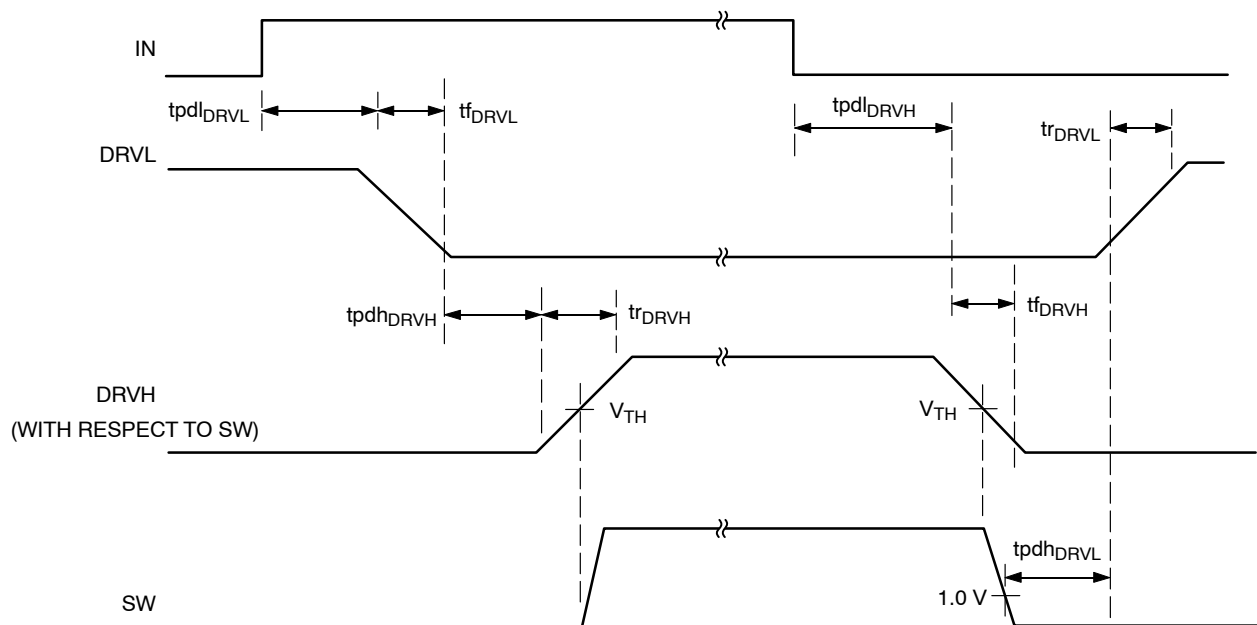 IN
tpdlDRVL
tfDRVL
tpdlDRVH
trDRVL
DRVL
tpdhDRVH
trDRVH
tfDRVH
DRVH
(WITH RESPECT TO SW)
VTH
VTH
tpdhDRVL
1.0 V
SW